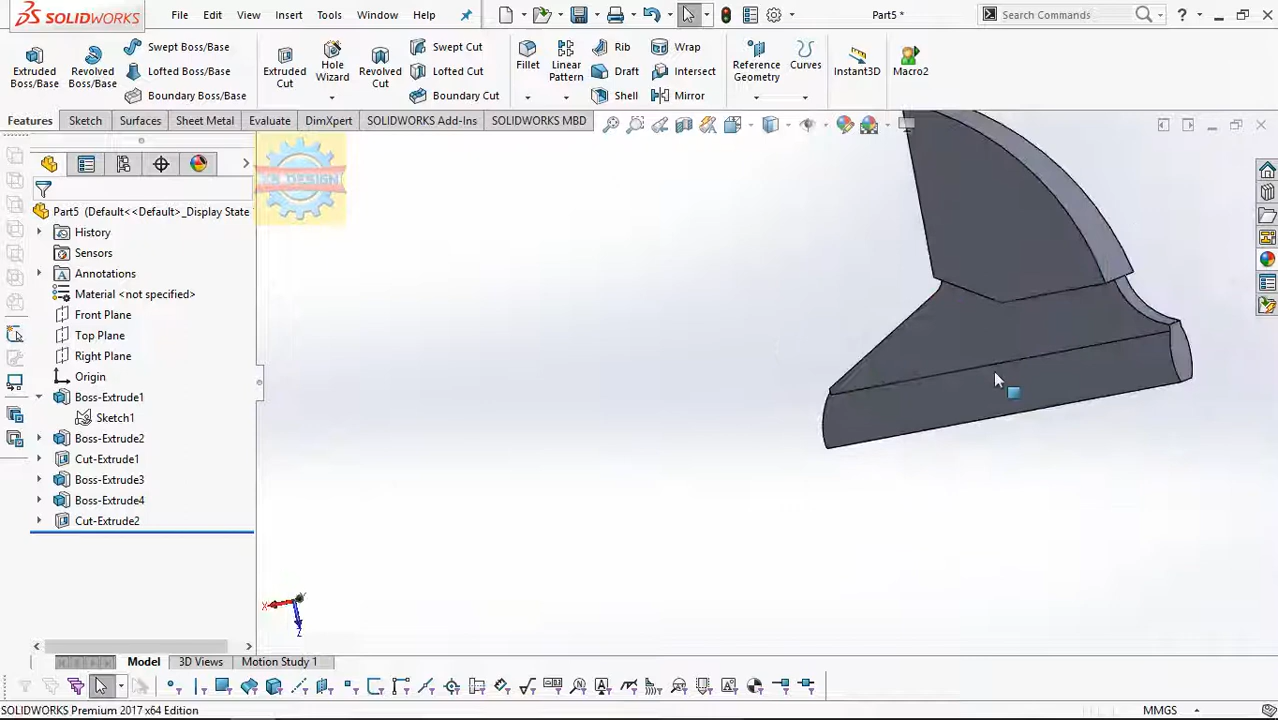 SOLIDWORKS File Edit View Insert Tools Window Help Part5 * Search Commands
Extruded Boss/Base
Revolved Boss/Base
Swept Boss/Base
Lofted Boss/Base
Boundary Boss/Base
Extruded Cut
Hole Wizard
Revolved Cut
Swept Cut
Lofted Cut
Boundary Cut
Fillet
Linear Pattern
Rib
Draft
Shell
Wrap
Intersect
Mirror
Reference Geometry
Curves
Instant3D
Macro2
Features Sketch Surfaces Sheet Metal Evaluate DimXpert SOLIDWORKS Add-Ins SOLIDWORKS MBD
Part5 (Default<<Default>_Display State
History
Sensors
Annotations
Material <not specified>
Front Plane
Top Plane
Right Plane
Origin
Boss-Extrude1
Sketch1
Boss-Extrude2
Cut-Extrude1
Boss-Extrude3
Boss-Extrude4
Cut-Extrude2
X
Z
Model 3D Views Motion Study 1
SOLIDWORKS Premium 2017 x64 Edition MMGS